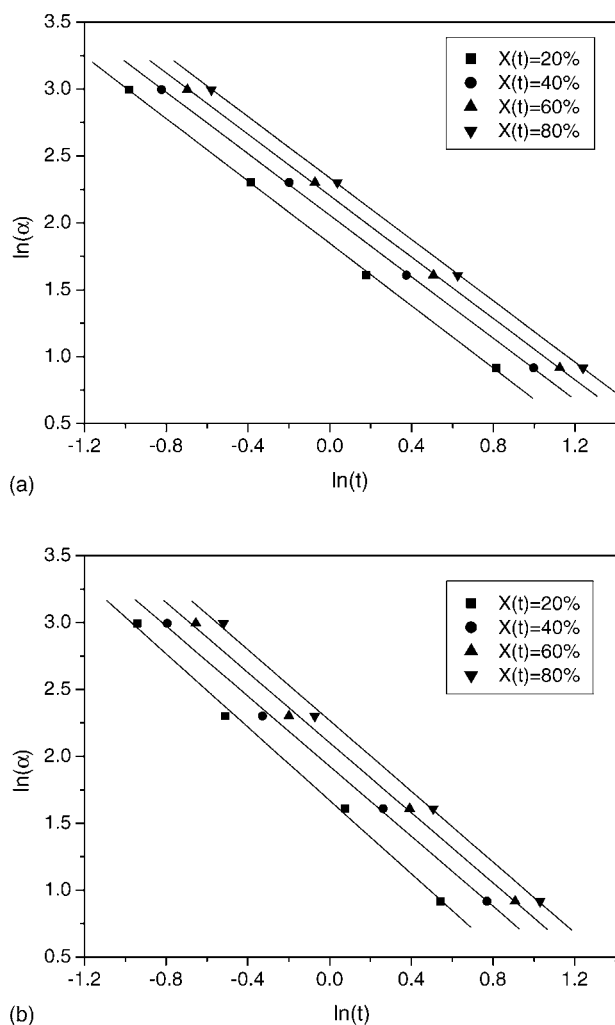 3.5
3.0
2.5
2.0
1.5
1.0
0.5
ln(α)
X(t)=20%
X(t)=40%
X(t)=60%
X(t)=80%
-1.2 -0.8 -0.4 0.0 0.4 0.8 1.2
ln(t)
(a)
3.5
3.0
2.5
2.0
1.5
1.0
0.5
ln(α)
X(t)=20%
X(t)=40%
X(t)=60%
X(t)=80%
-1.2 -0.8 -0.4 0.0 0.4 0.8 1.2
ln(t)
(b)